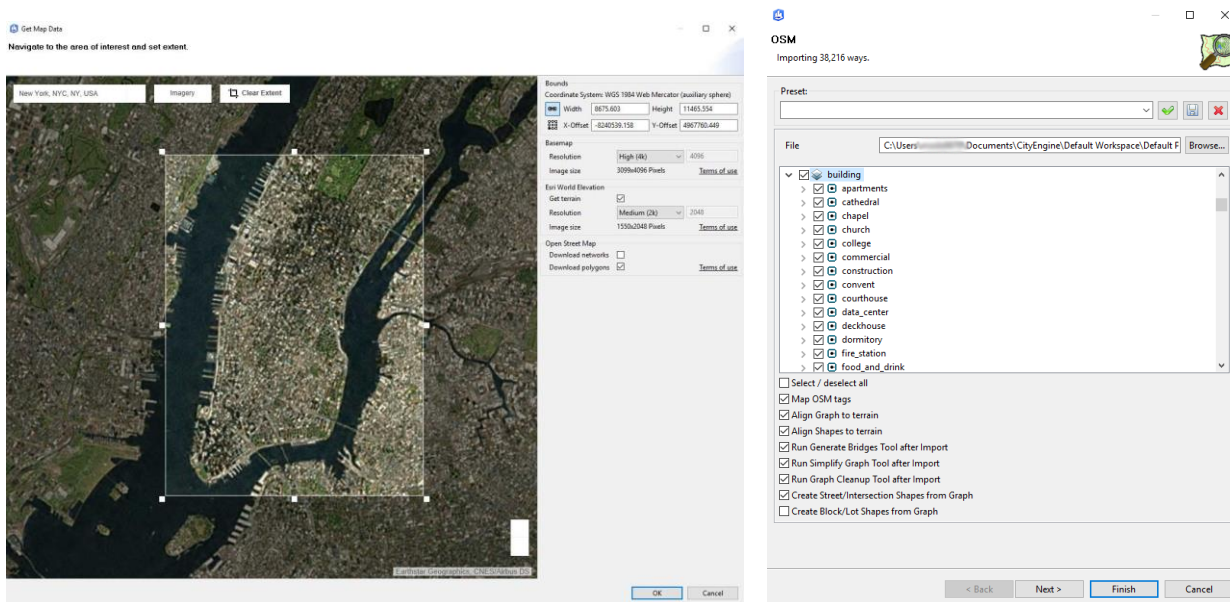 Get Map Data
Navigate to the area of interest and set extent.
New York, NYC, NY, USA
Imagery
Clear Extent
Earthstar Geographics, CNES/Airbus DS
Bounds
Coordinate System: WGS 1984 Web Mercator (auxiliary sphere)
Width 8675.603 Height 11465.554
X-Offset -8240539.158 Y-Offset 4967760.449
Basemap
Resolution High (4k) 4096
Image size 3099x4096 Pixels Terms of use
Esri World Elevation
Get terrain
Resolution Medium (2k) 2048
Image size 1550x2048 Pixels Terms of use
Open Street Map
Download networks
Download polygons Terms of use
OK Cancel
OSM
Importing 38,216 ways.
Preset:
File C:\Users\ Documents\CityEngine\Default Workspace\Default F Browse...
building
apartments
cathedral
chapel
church
college
commercial
construction
convent
courthouse
data_center
deckhouse
dormitory
fire_station
food_and_drink
Select / deselect all
Map OSM tags
Align Graph to terrain
Align Shapes to terrain
Run Generate Bridges Tool after Import
Run Simplify Graph Tool after Import
Run Graph Cleanup Tool after Import
Create Street/Intersection Shapes from Graph
Create Block/Lot Shapes from Graph
< Back Next > Finish Cancel